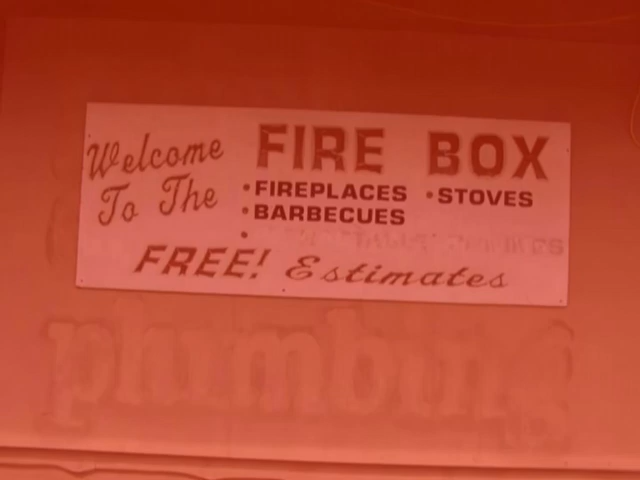 Welcome To The FIRE BOX
•FIREPLACES •STOVES
•BARBECUES
•
FREE! Estimates
plumbing